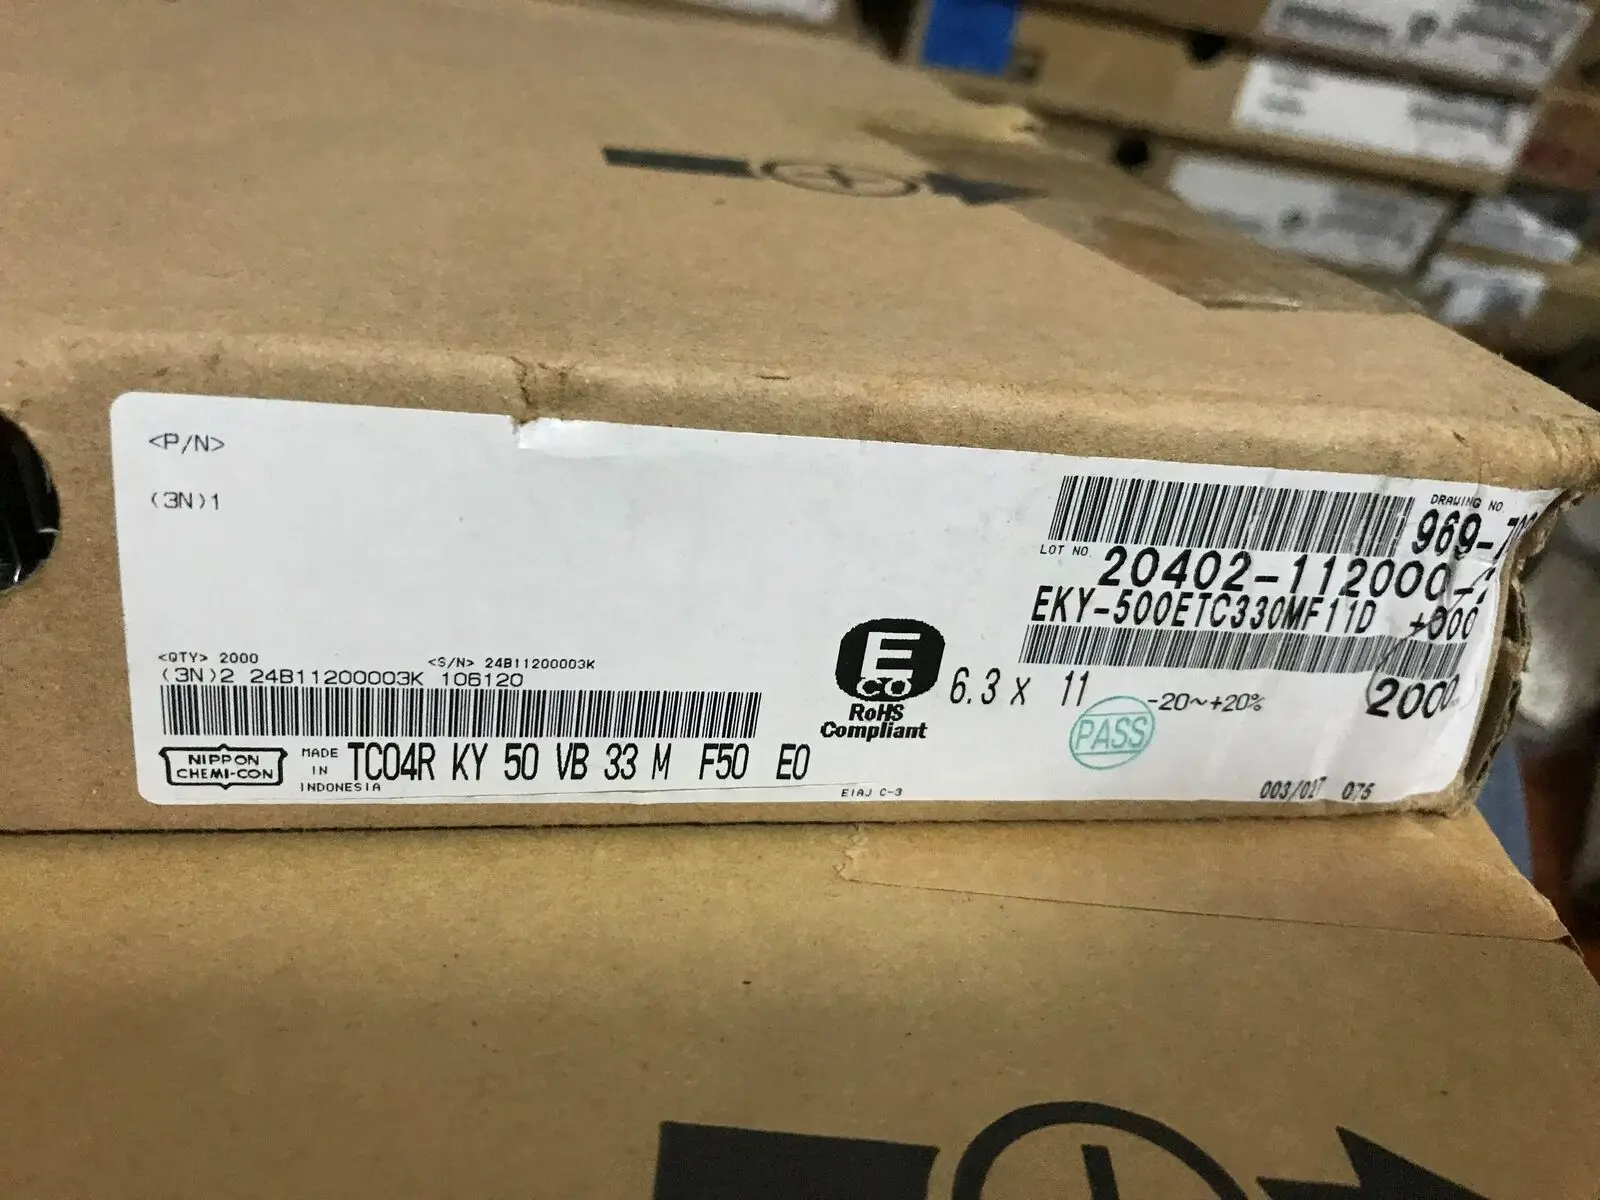 <P/N>
(3N)1
DRAWING NO.
LOT NO. 20402-112000-
EKY-500ETC330MF11D
<QTY> 2000 <S/N> 24B11200003K
(3N)2 24B11200003K 106120
E
CO
RoHS
Compliant
6.3 x 11
-20~+20%
2000
PASS
NIPPON
CHEMI-CON
MADE
IN
INDONESIA
TC04R KY 50 VB 33 M F50 E0
EIAJ C-3
075